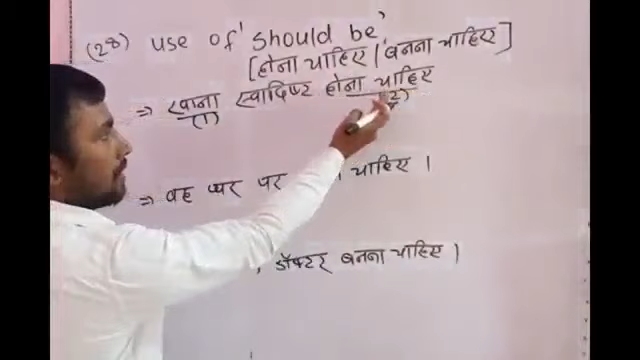 (28) use of 'should be'
[होना चाहिए / बनना चाहिए]
⇒ खाना स्वादिष्ट होना चाहिए
(1) (2)
⇒ वह घर पर चाहिए ।
डॉक्टर बनना चाहिए ।